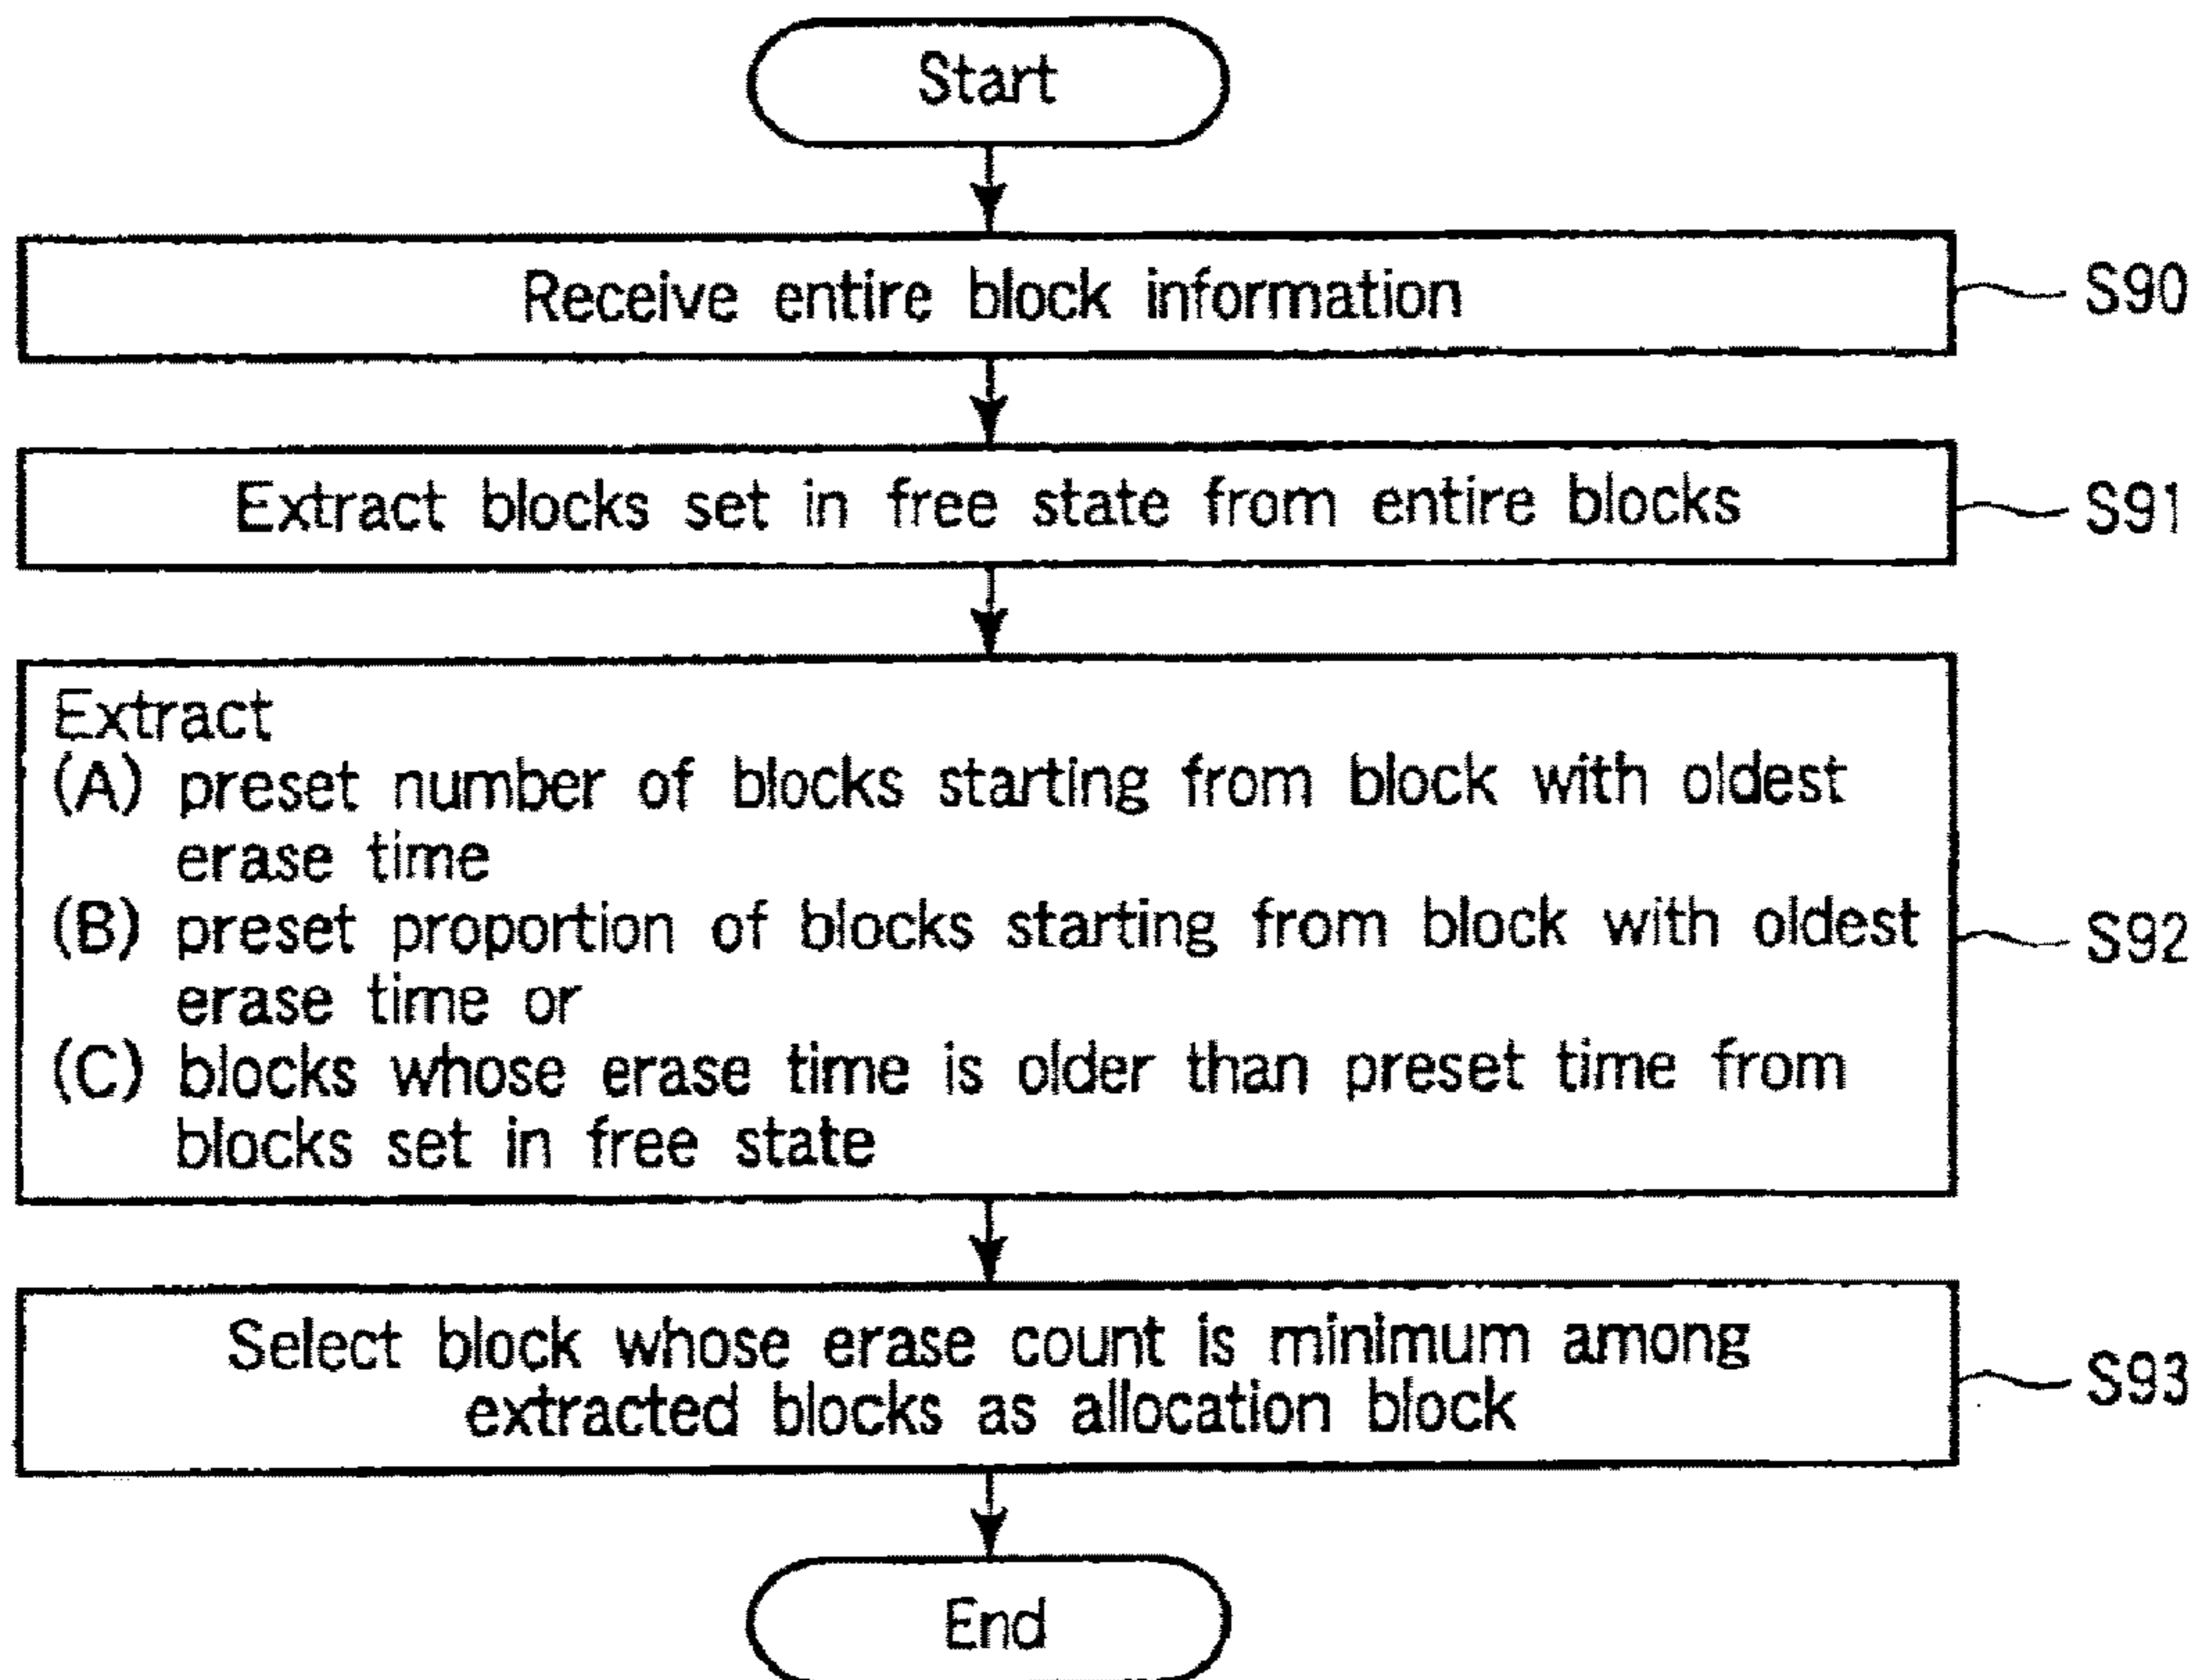 Start
Receive entire block information
S90
Extract blocks set in free state from entire blocks
S91
Extract
(A) preset number of blocks starting from block with oldest
erase time
(B) preset proportion of blocks starting from block with oldest
erase time or
(C) blocks whose erase time is older than preset time from
blocks set in free state
S92
Select block whose erase count is minimum among
extracted blocks as allocation block
S93
End